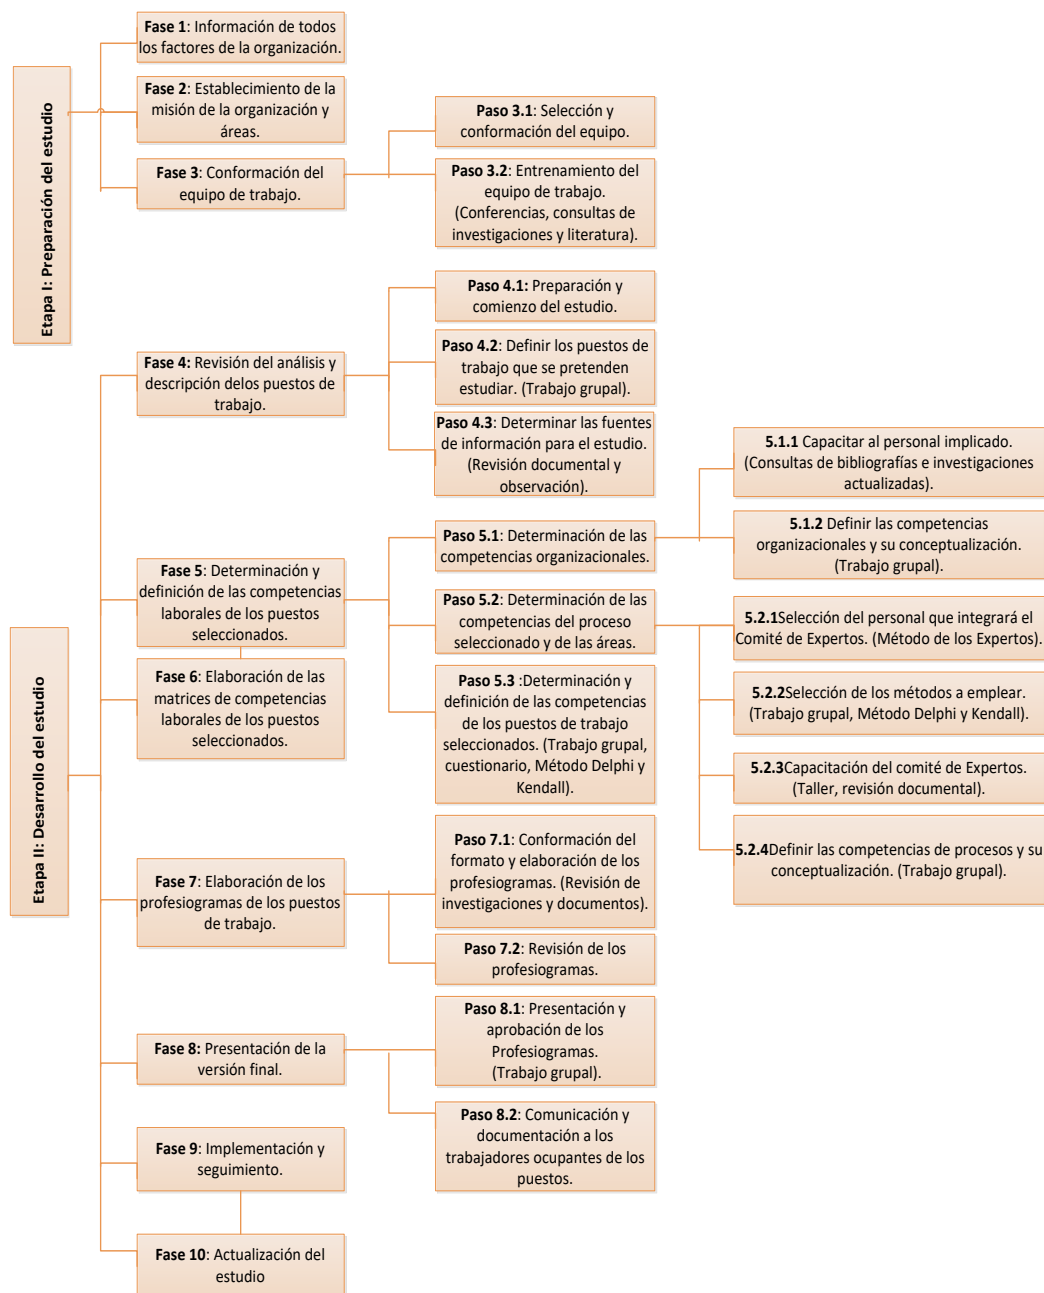 Etapa I: Preparación del estudio
Fase 1: Información de todos
los factores de la organización.
Fase 2: Establecimiento de la
misión de la organización y
áreas.
Fase 3: Conformación del
equipo de trabajo.
Paso 3.1: Selección y
conformación del equipo.
Paso 3.2: Entrenamiento del
equipo de trabajo.
(Conferencias, consultas de
investigaciones y literatura).
Etapa II: Desarrollo del estudio
Fase 4: Revisión del análisis y
descripción delos puestos de
trabajo.
Paso 4.1: Preparación y
comienzo del estudio.
Paso 4.2: Definir los puestos de
trabajo que se pretenden
estudiar. (Trabajo grupal).
Paso 4.3: Determinar las fuentes
de información para el estudio.
(Revisión documental y
observación).
Fase 5: Determinación y
definición de las competencias
laborales de los puestos
seleccionados.
Paso 5.1: Determinación de las
competencias organizacionales.
5.1.1 Capacitar al personal implicado.
(Consultas de bibliografías e investigaciones
actualizadas).
5.1.2 Definir las competencias
organizacionales y su conceptualización.
(Trabajo grupal).
Paso 5.2: Determinación de las
competencias del proceso
seleccionado y de las áreas.
5.2.1Selección del personal que integrará el
Comité de Expertos. (Método de los Expertos).
5.2.2Selección de los métodos a emplear.
(Trabajo grupal, Método Delphi y Kendall).
5.2.3Capacitación del comité de Expertos.
(Taller, revisión documental).
5.2.4Definir las competencias de procesos y su
conceptualización. (Trabajo grupal).
Paso 5.3 :Determinación y
definición de las competencias
de los puestos de trabajo
seleccionados. (Trabajo grupal,
cuestionario, Método Delphi y
Kendall).
Fase 6: Elaboración de las
matrices de competencias
laborales de los puestos
seleccionados.
Fase 7: Elaboración de los
profesiogramas de los puestos
de trabajo.
Paso 7.1: Conformación del
formato y elaboración de los
profesiogramas. (Revisión de
investigaciones y documentos).
Paso 7.2: Revisión de los
profesiogramas.
Fase 8: Presentación de la
versión final.
Paso 8.1: Presentación y
aprobación de los
Profesiogramas.
(Trabajo grupal).
Paso 8.2: Comunicación y
documentación a los
trabajadores ocupantes de los
puestos.
Fase 9: Implementación y
seguimiento.
Fase 10: Actualización del
estudio